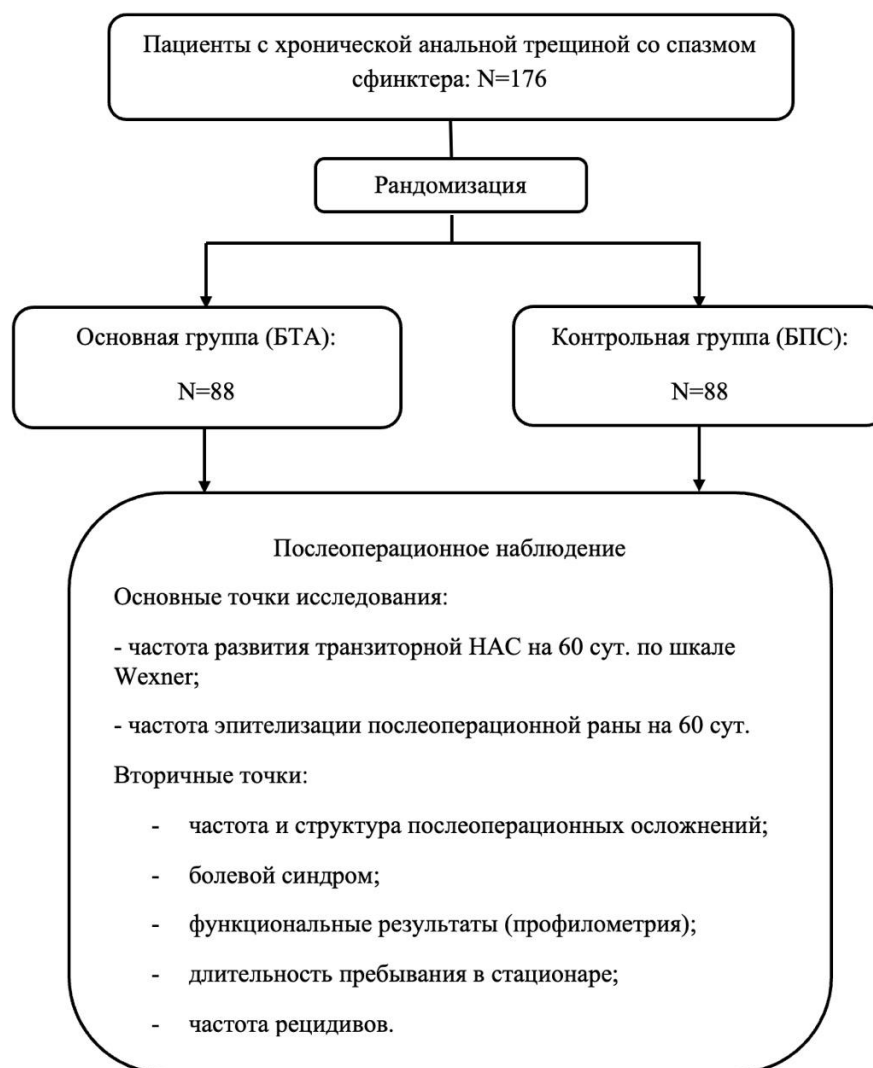 Пациенты с хронической анальной трещиной со спазмом
сфинктера: N=176
Рандомизация
Основная группа (БТА):
N=88
Контрольная группа (БПС):
N=88
Послеоперационное наблюдение
Основные точки исследования:
- частота развития транзиторной НАС на 60 сут. по шкале
Wexner;
- частота эпителизации послеоперационной раны на 60 сут.
Вторичные точки:
- частота и структура послеоперационных осложнений;
- болевой синдром;
- функциональные результаты (профилометрия);
- длительность пребывания в стационаре;
- частота рецидивов.